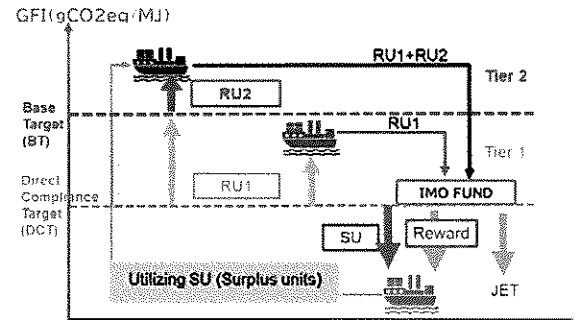 GFI(gCO2eq/MJ)
RU1+RU2
Tier 2
RU2
Base
Target
(BT)
RU1
Tier 1
Direct
Compliance
Target
(DCT)
RU1
IMO FUND
SU
Reward
Utilizing SU (Surplus units)
JET